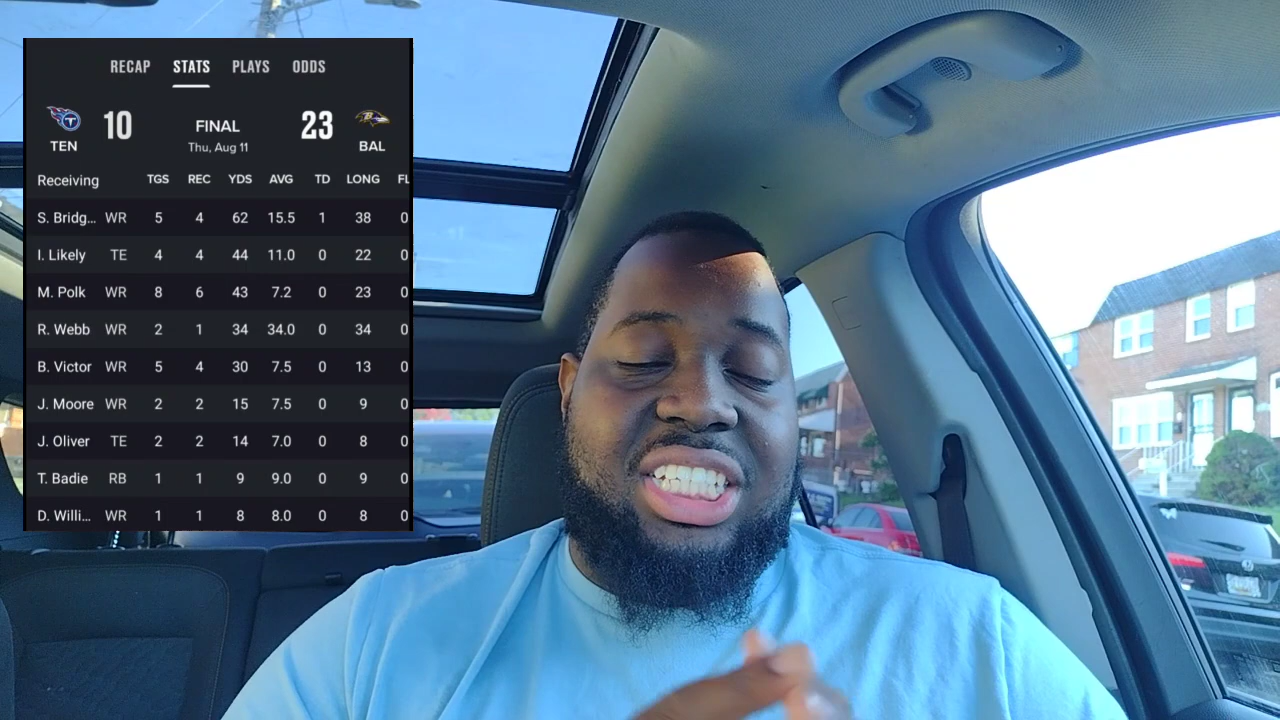 RECAP STATS PLAYS ODDS
10 FINAL 23
TEN Thu, Aug 11 BAL
Receiving TGS REC YDS AVG TD LONG FL
S. Bridg... WR 5 4 62 15.5 1 38 0
I. Likely TE 4 4 44 11.0 0 22 0
M. Polk WR 8 6 43 7.2 0 23 0
R. Webb WR 2 1 34 34.0 0 34 0
B. Victor WR 5 4 30 7.5 0 13 0
J. Moore WR 2 2 15 7.5 0 9 0
J. Oliver TE 2 2 14 7.0 0 8 0
T. Badie RB 1 1 9 9.0 0 9 0
D. Willi... WR 1 1 8 8.0 0 8 0